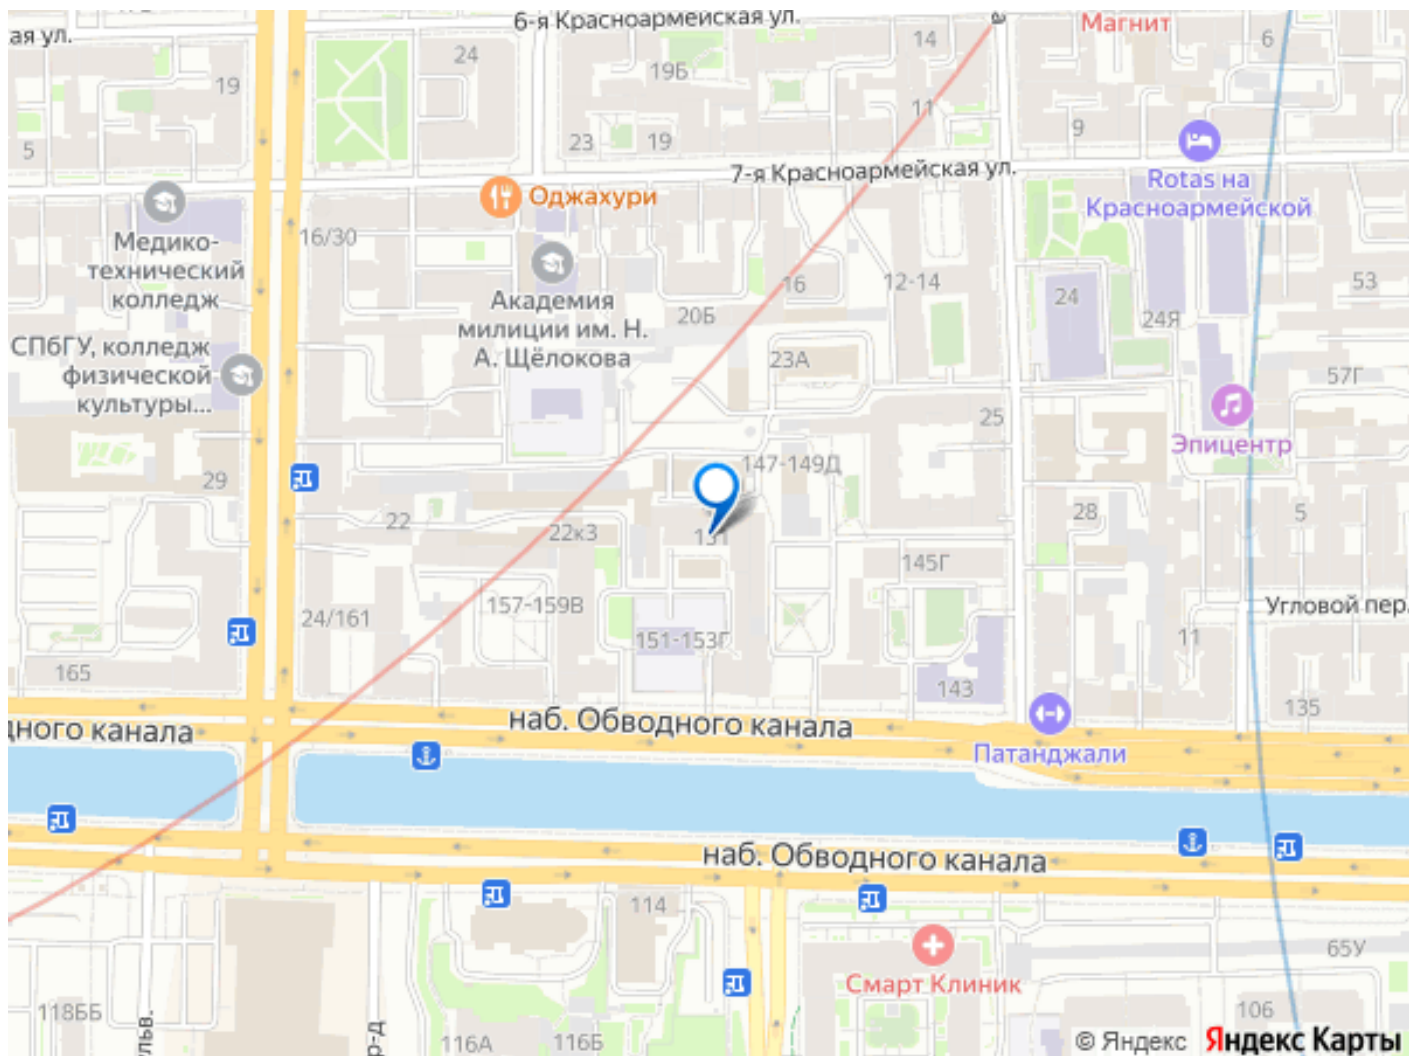 6-я Красноармейская ул.
Магнит
ая ул.
24
14
6
19Б
19
11
5
23
19
9
7-я Красноармейская ул.
Оджахури
Rotas на
Красноармейской
Медико-
технический
колледж
16/30
Академия
милиции им. Н.
А. Щёлокова
16
12-14
53
20Б
24
24Я
СПбГУ, колледж
физической
культуры...
23А
57Г
25
Эпицентр
147-149Д
29
22
22к3
28
5
145Г
157-159В
24/161
Угловой пер.
151-153Г
11
165
143
135
наб. Обводного канала
дного канала
Патанджали
наб. Обводного канала
114
65У
Смарт Клиник
118ББ
106
116А
116Б
© Яндекс Яндекс Карты